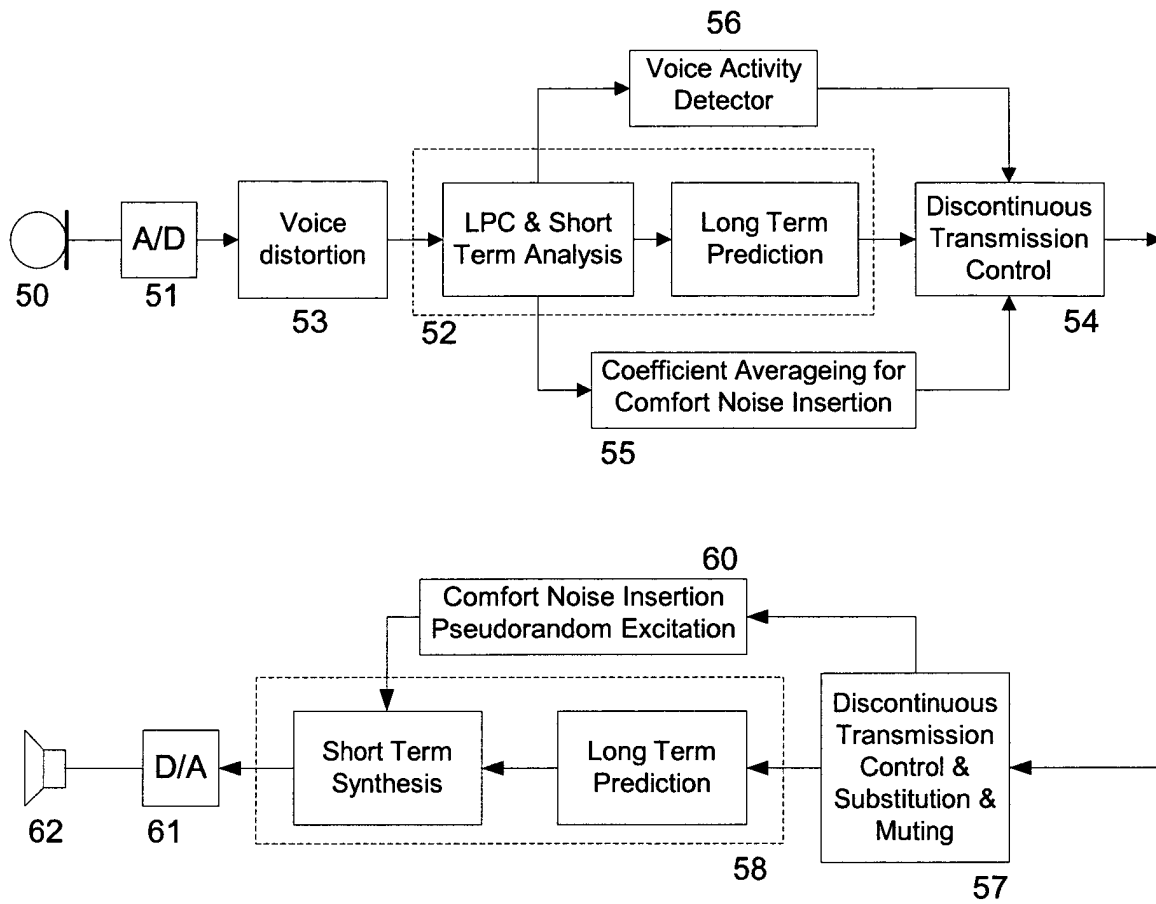 56
Voice Activity
Detector
A/D
Voice
distortion
LPC & Short
Term Analysis
Long Term
Prediction
Discontinuous
Transmission
Control
50
51
53
52
54
Coefficient Averageing for
Comfort Noise Insertion
55
60
Comfort Noise Insertion
Pseudorandom Excitation
D/A
Short Term
Synthesis
Long Term
Prediction
Discontinuous
Transmission
Control &
Substitution &
Muting
62
61
58
57